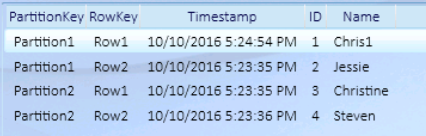 PartitionKey RowKey Timestamp ID Name
Partition1 Row1 10/10/2016 5:24:54 PM 1 Chris1
Partition1 Row2 10/10/2016 5:23:35 PM 2 Jessie
Partition2 Row1 10/10/2016 5:23:35 PM 3 Christine
Partition2 Row2 10/10/2016 5:23:36 PM 4 Steven